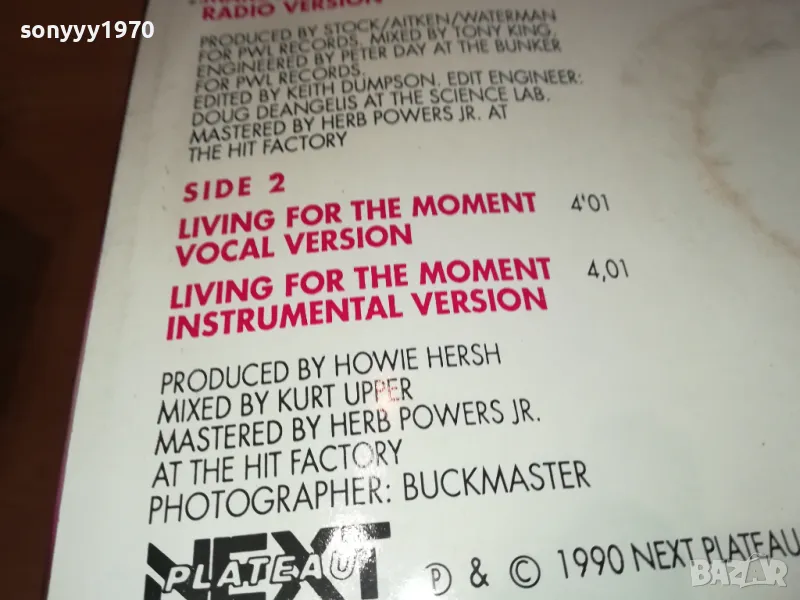 sonyyy1970
RADIO VERSION
PRODUCED BY STOCK/AITKEN/WATERMAN
FOR PWL RECORDS. MIXED BY TONY KING,
ENGINEERED BY PETER DAY AT THE BUNKER
FOR PWL RECORDS.
EDITED BY KEITH DUMPSON, EDIT ENGINEER:
DOUG DEANGELIS AT THE SCIENCE LAB,
MASTERED BY HERB POWERS JR. AT
THE HIT FACTORY
SIDE 2
LIVING FOR THE MOMENT 4'01
VOCAL VERSION
LIVING FOR THE MOMENT 4,01
INSTRUMENTAL VERSION
PRODUCED BY HOWIE HERSH
MIXED BY KURT UPPER
MASTERED BY HERB POWERS JR.
AT THE HIT FACTORY
PHOTOGRAPHER: BUCKMASTER
NEXT
PLATEAU
℗ & © 1990 NEXT PLATEAU
BAZAR